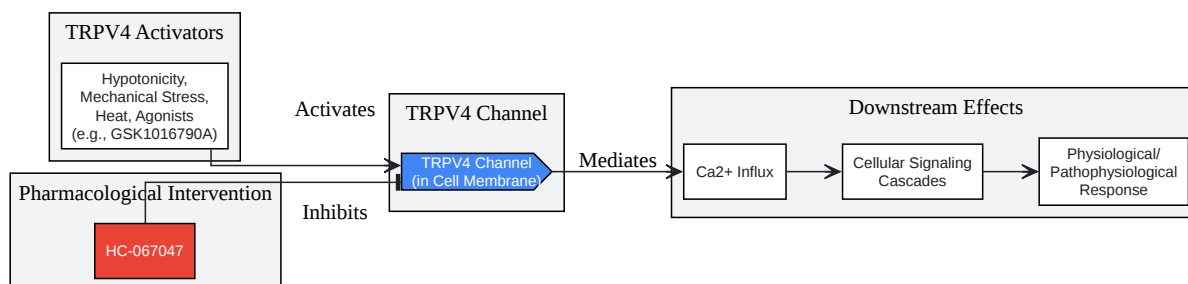 TRPV4 Activators
Hypotonicity,
Mechanical Stress,
Heat, Agonists
(e.g., GSK1016790A)
Activates
TRPV4 Channel
TRPV4 Channel
(in Cell Membrane)
Pharmacological Intervention
HC-067047
Inhibits
Mediates
Downstream Effects
Ca2+ Influx
Cellular Signaling
Cascades
Physiological/
Pathophysiological
Response